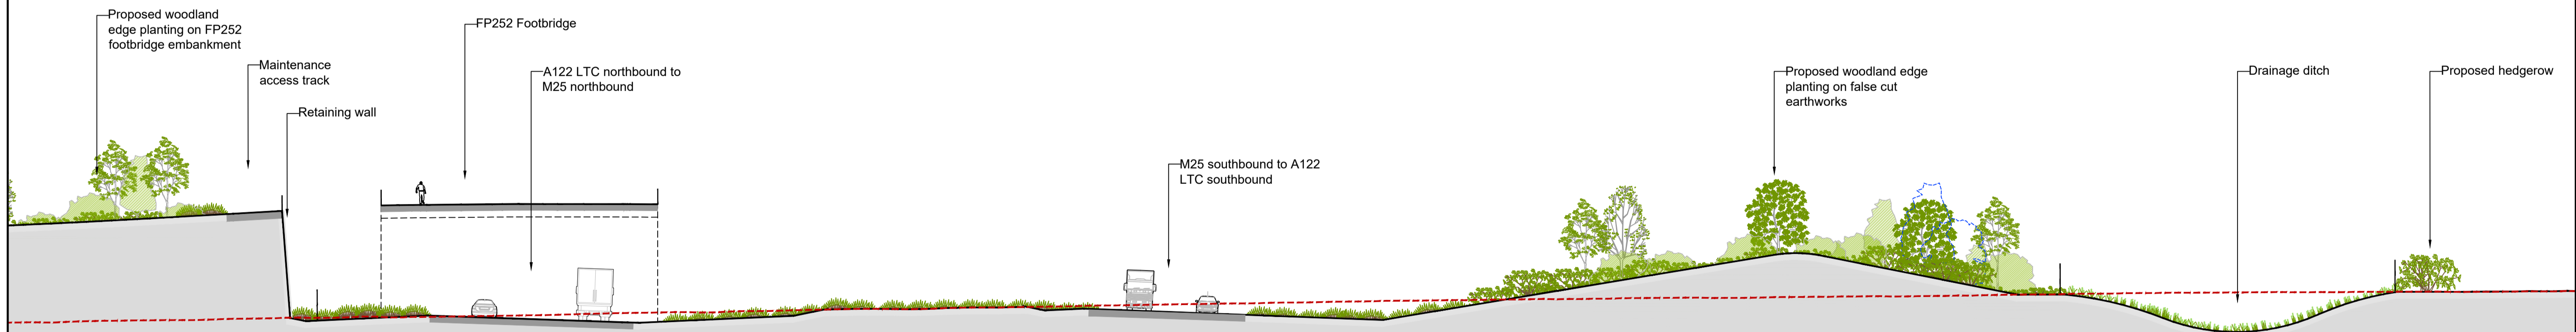 Proposed woodland
edge planting on FP252
footbridge embankment
Maintenance
access track
Retaining wall
FP252 Footbridge
A122 LTC northbound to
M25 northbound
M25 southbound to A122
LTC southbound
Proposed woodland edge
planting on false cut
earthworks
Drainage ditch
Proposed hedgerow